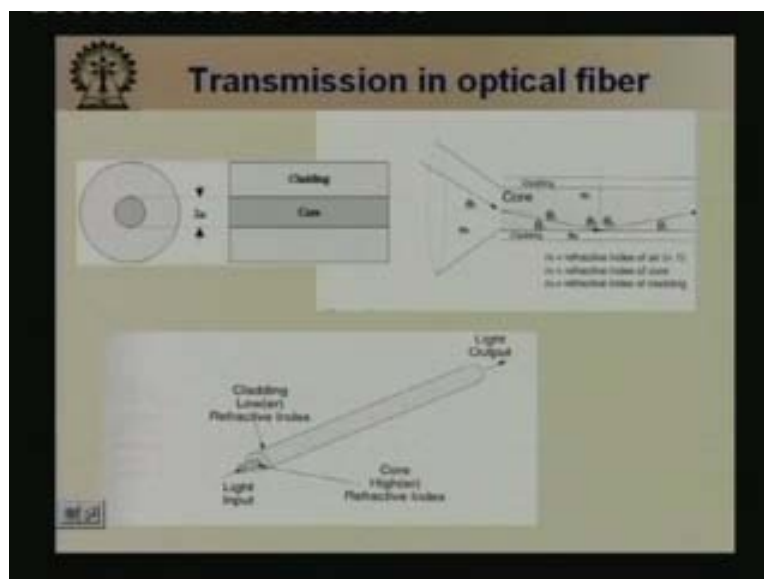 Transmission in optical fiber
Cladding
Core
2a
Cladding
Core
Cladding
n₀ = refractive index of air (= 1)
n₁ = refractive index of core
n₂ = refractive index of cladding
Light
Output
Cladding
Low(er)
Refractive Index
Core
High(er)
Refractive Index
Light
Input